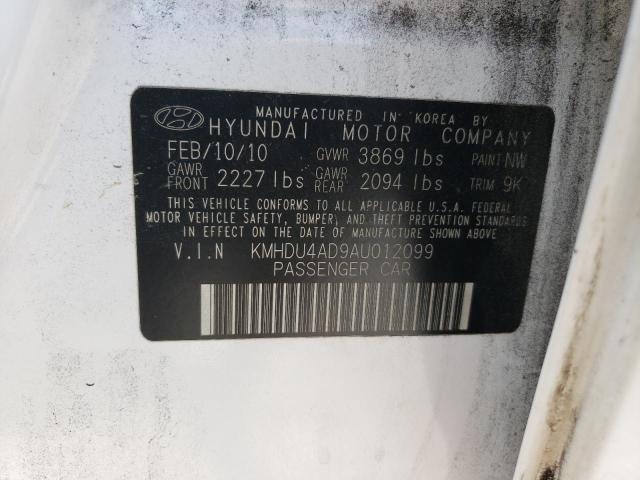 MANUFACTURED IN KOREA BY
HYUNDAI MOTOR COMPANY
FEB/10/10 GVWR 3869 lbs PAINT NW
GAWR FRONT 2227 lbs GAWR REAR 2094 lbs TRIM 9K
THIS VEHICLE CONFORMS TO ALL APPLICABLE U.S.A. FEDERAL
MOTOR VEHICLE SAFETY, BUMPER, AND THEFT PREVENTION STANDARDS
IN EFFECT ON THE DATE OF MANUFACTURE SHOWN ABOVE.
V.I.N KMHDU4AD9AU012099
PASSENGER CAR